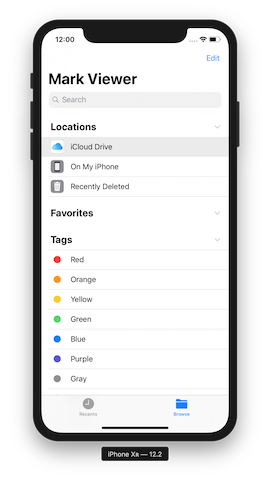 12:00
Edit
Mark Viewer
Search
Locations
iCloud Drive
On My iPhone
Recently Deleted
Favorites
Tags
Red
Orange
Yellow
Green
Blue
Purple
Gray
Recents
Browse
iPhone Xʀ — 12.2